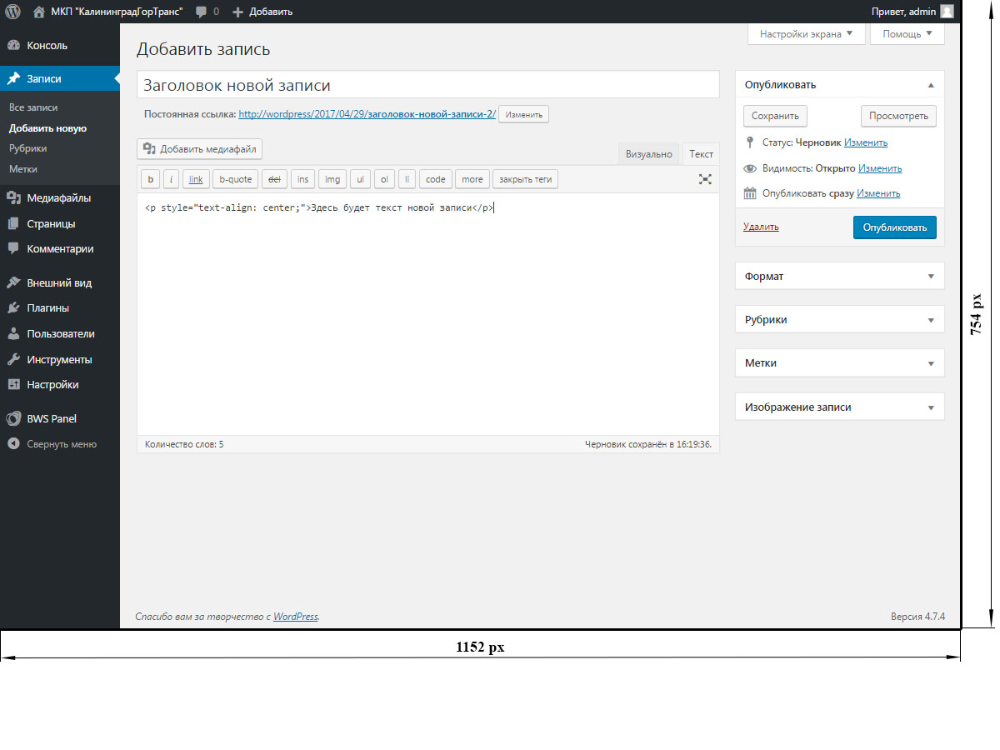 МКП "КалининградГорТранс" 0 Добавить Привет, admin
Настройки экрана Помощь
Консоль
Записи
Все записи
Добавить новую
Рубрики
Метки
Медиафайлы
Страницы
Комментарии
Внешний вид
Плагины
Пользователи
Инструменты
Настройки
BWS Panel
Свернуть меню
Добавить запись
Заголовок новой записи
Постоянная ссылка: http://wordpress/2017/04/29/заголовок-новой-записи-2/ Изменить
Добавить медиафайл
Визуально Текст
b i link b-quote del ins img ul ol li code more закрыть теги
<p style="text-align: center;">Здесь будет текст новой записи</p>
Количество слов: 5 Черновик сохранён в 16:19:36.
Опубликовать
Сохранить Просмотреть
Статус: Черновик Изменить
Видимость: Открыто Изменить
Опубликовать сразу Изменить
Удалить Опубликовать
Формат
Рубрики
Метки
Изображение записи
Спасибо вам за творчество с WordPress. Версия 4.7.4
754 px
1152 px